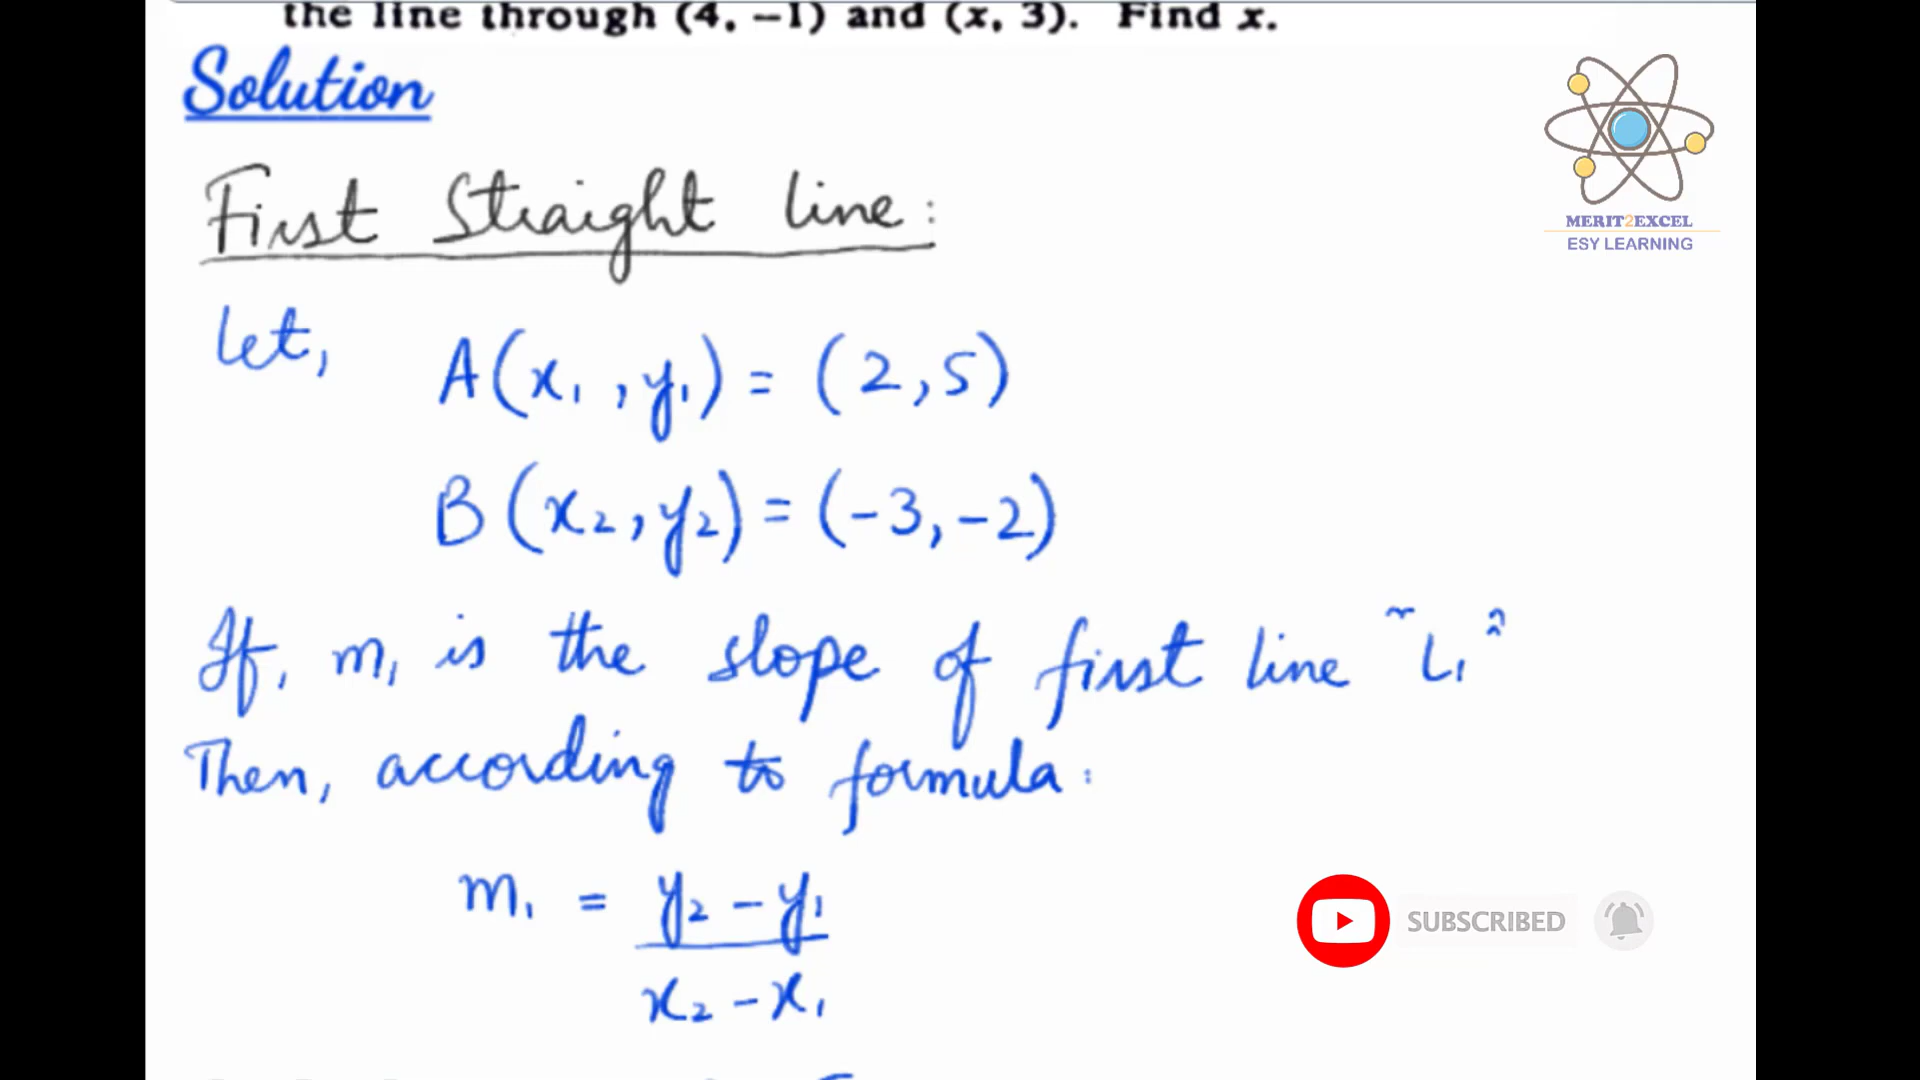 the line through (4, −1) and (x, 3). Find x.
Solution
MERIT2EXCEL
ESY LEARNING
First Straight line:
Let,
A(x₁, y₁) = (2, 5)
B(x₂, y₂) = (-3, -2)
If, m₁ is the slope of first line "L₁"
Then, according to formula:
m₁ = y₂ - y₁
x₂ - x₁
SUBSCRIBED